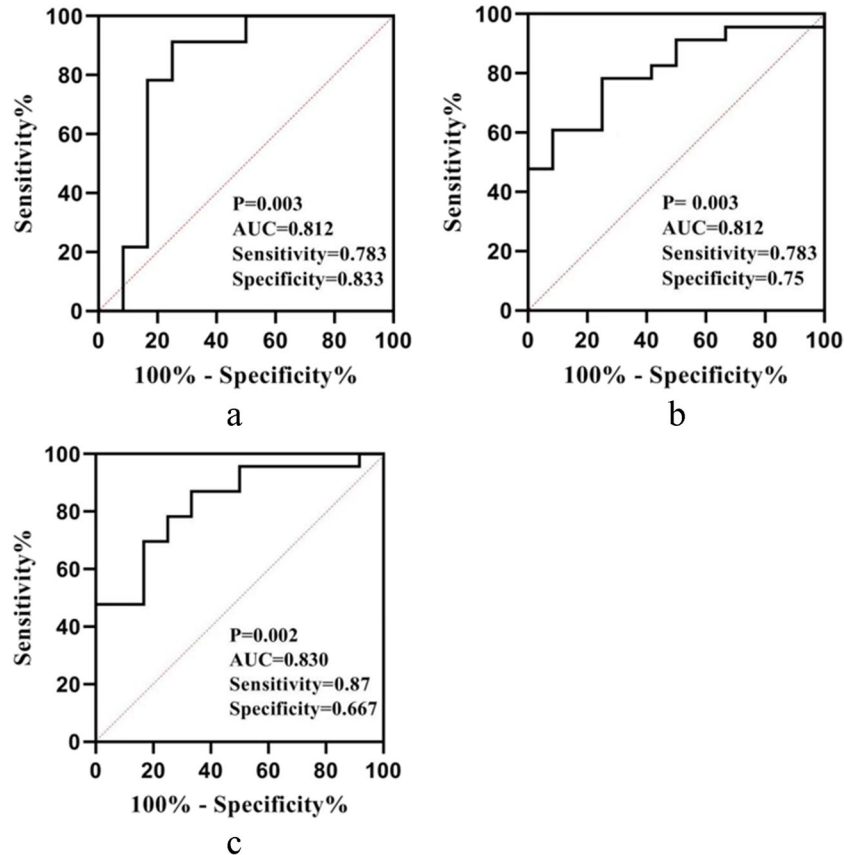 100
80
60
40
20
0
Sensitivity%
P=0.003
AUC=0.812
Sensitivity=0.783
Specificity=0.833
0 20 40 60 80 100
100% - Specificity%
a
100
80
60
40
20
0
Sensitivity%
P= 0.003
AUC=0.812
Sensitivity=0.783
Specificity=0.75
0 20 40 60 80 100
100% - Specificity%
b
100
80
60
40
20
0
Sensitivity%
P=0.002
AUC=0.830
Sensitivity=0.87
Specificity=0.667
0 20 40 60 80 100
100% - Specificity%
c